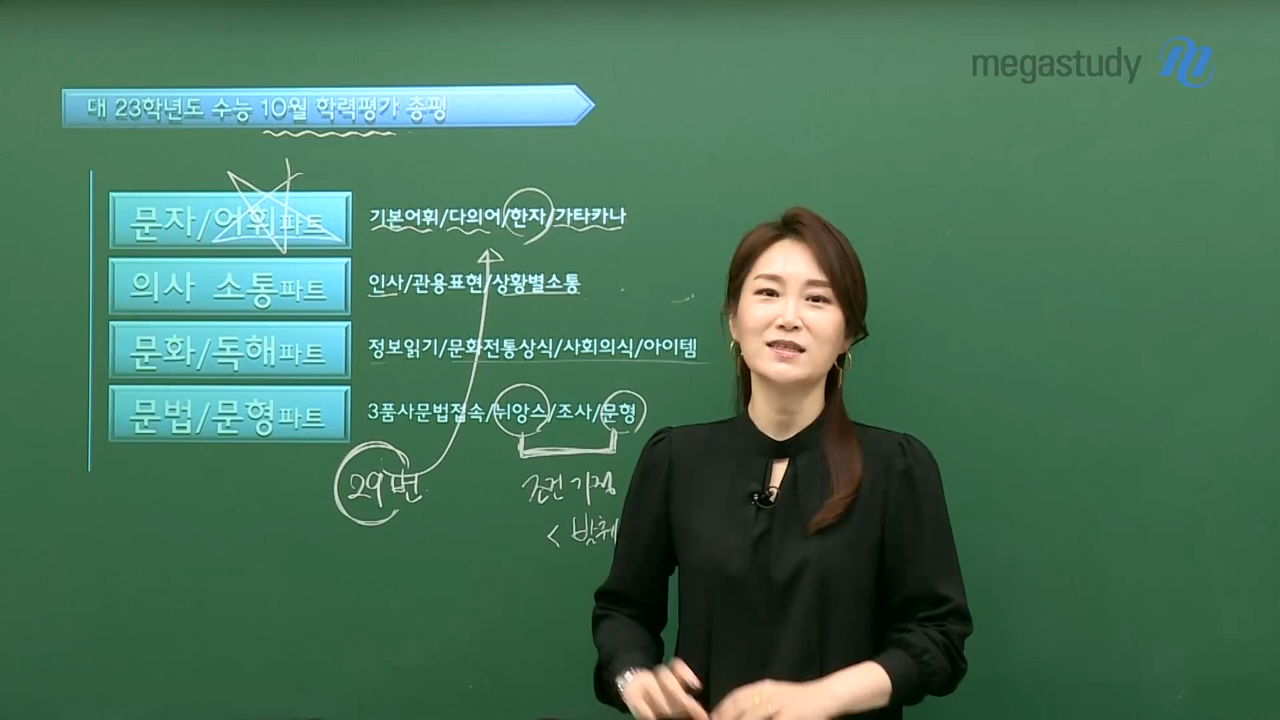 megastudy
대 23학년도 수능 10월 학력평가 총평
문자/어휘파트
기본어휘/다의어/한자/가타카나
의사 소통파트
인사/관용표현/상황별소통
문화/독해파트
정보읽기/문화전통상식/사회의식/아이템
문법/문형파트
3품사문법접속/뉘앙스/조사/문형
29번
조건 가정
&lt; 발췌